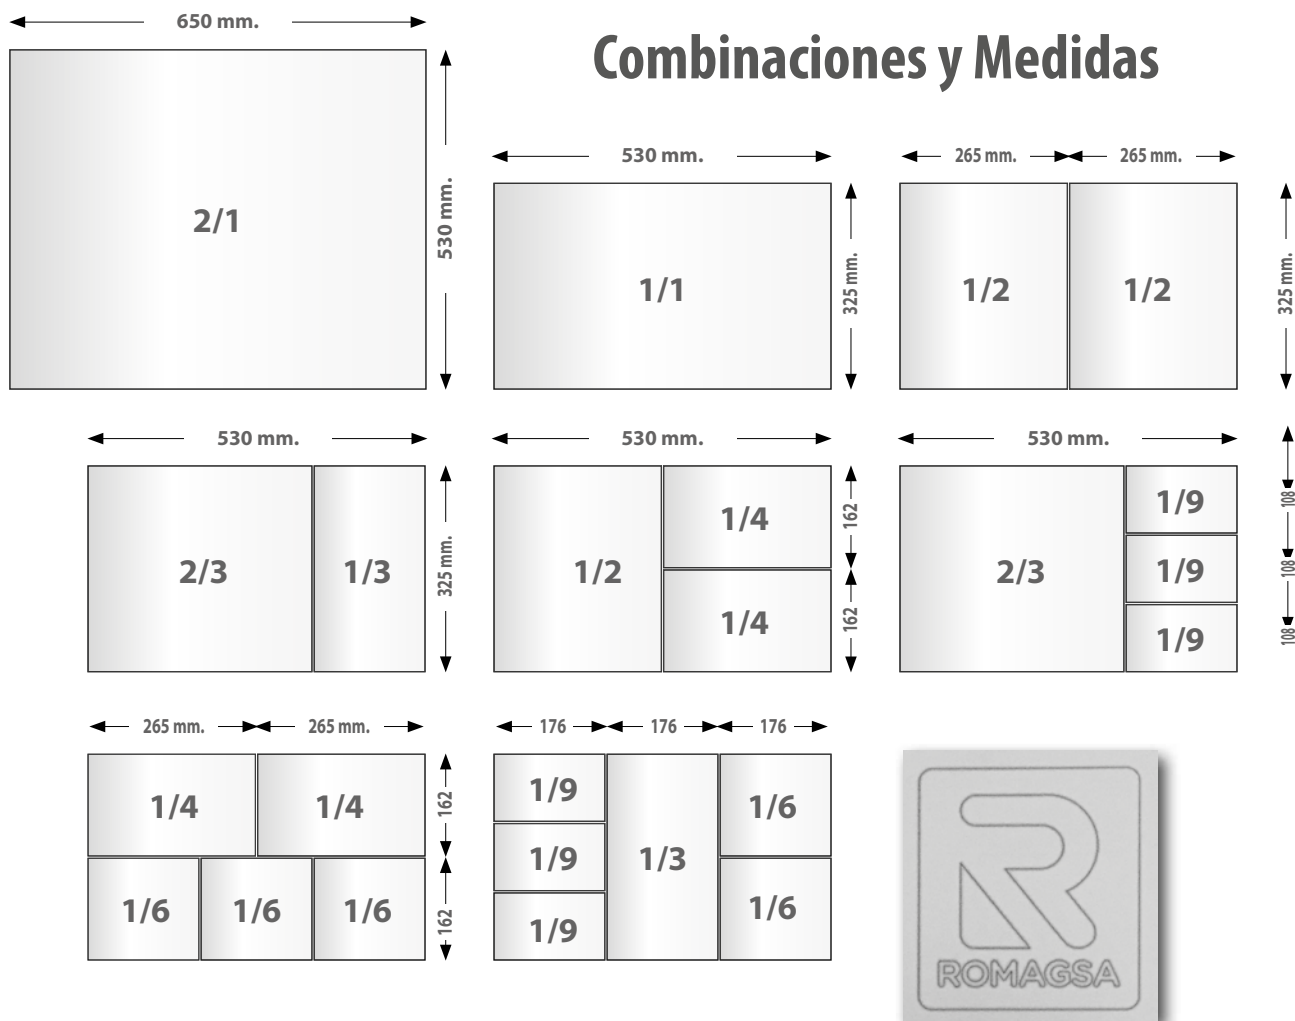 650 mm.
Combinaciones y Medidas
530 mm.
2/1
530 mm.
1/1
325 mm.
265 mm. 265 mm.
1/2 1/2
325 mm.
530 mm.
2/3 1/3
325 mm.
530 mm.
1/2
1/4
1/4
162
162
530 mm.
2/3
1/9
1/9
1/9
108
108
108
265 mm. 265 mm.
1/4 1/4
1/6 1/6 1/6
162
162
176 176 176
1/9
1/9
1/9
1/3
1/6
1/6
R
ROMAGSA